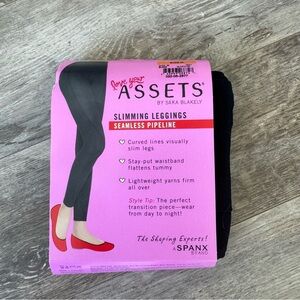 love your
ASSETS®
BY SARA BLAKELY
SLIMMING LEGGINGS
SEAMLESS PIPELINE
Curved lines visually
slim legs
Stay-put waistband
flattens tummy
Lightweight yarns firm
all over
Style Tip: The perfect
transition piece—wear
from day to night!
The Shaping Experts!
A SPANX
BRAND